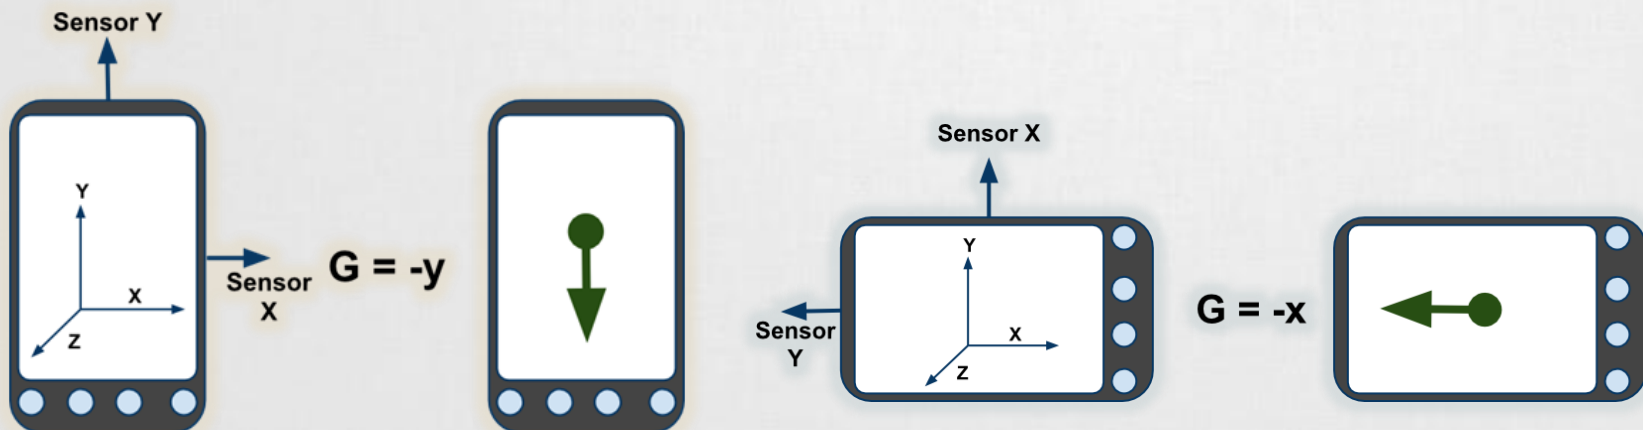 Sensor Y
Y
X
Z
Sensor
X
G = -y
Sensor X
Sensor
Y
Y
X
Z
G = -x